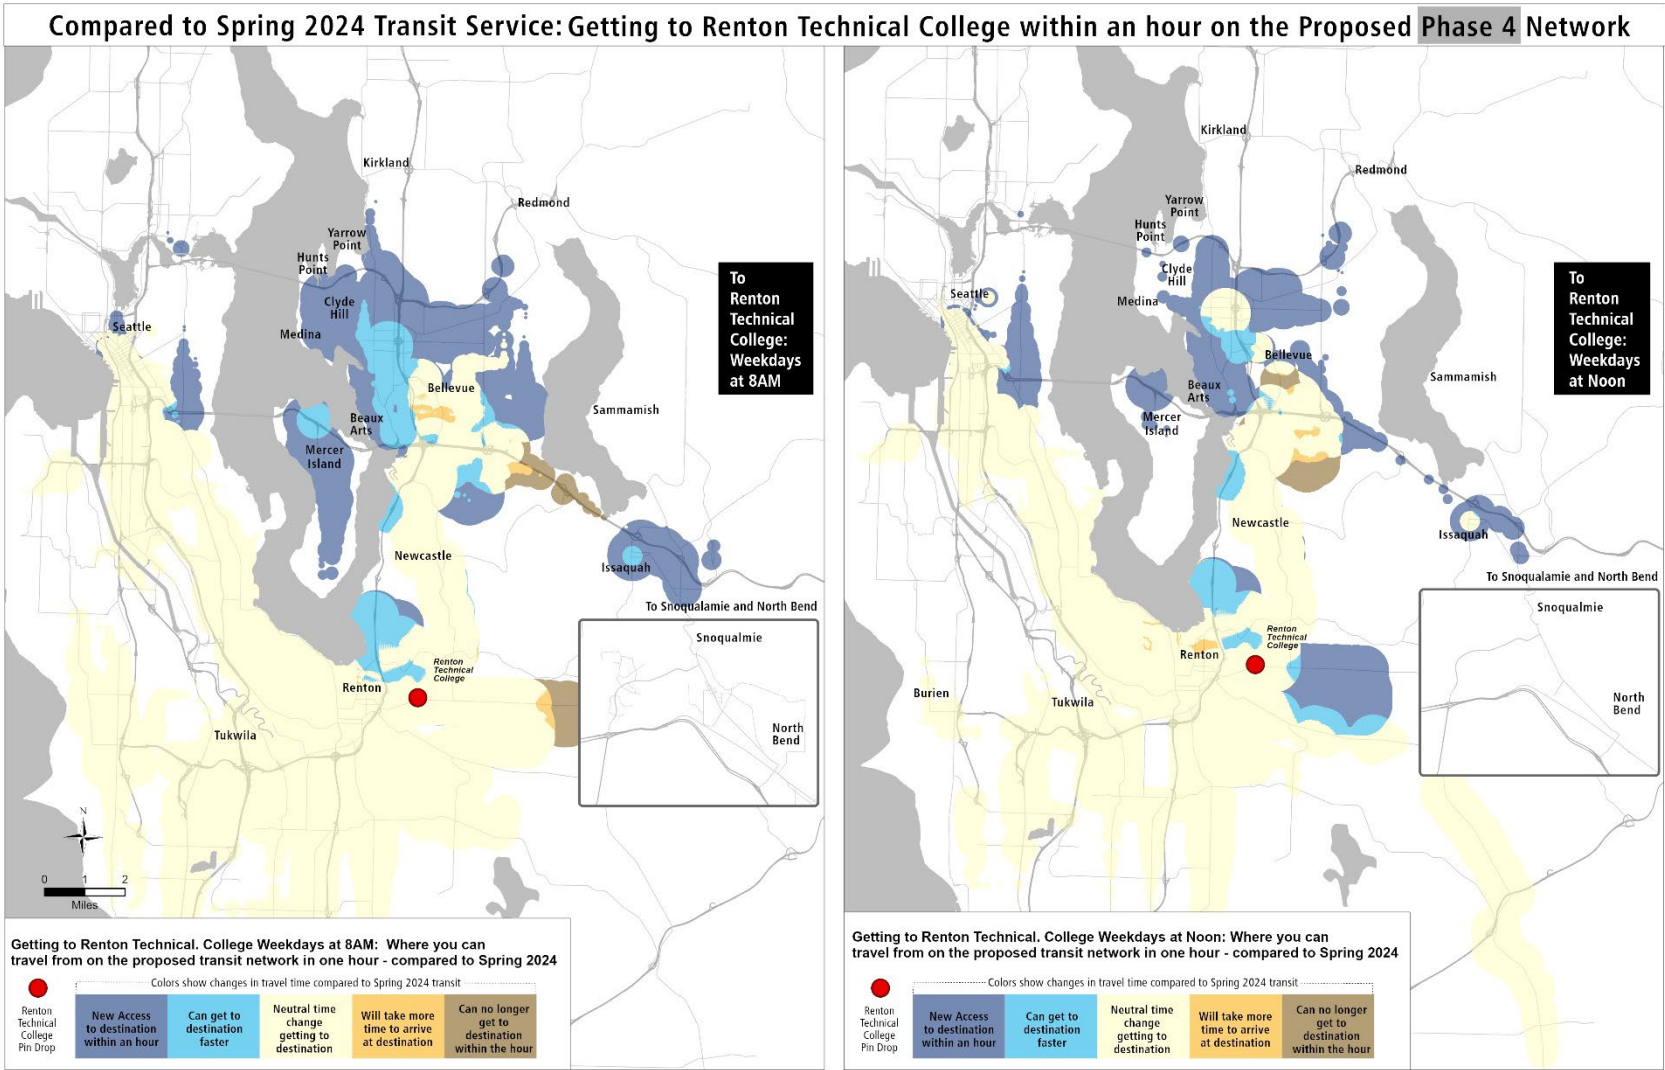 Compared to Spring 2024 Transit Service: Getting to Renton Technical College within an hour on the Proposed Phase 4 Network
Kirkland
Redmond
Yarrow
Point
Hunts
Point
Clyde
Hill
Medina
Seattle
Bellevue
Beaux
Arts
Mercer
Island
Sammamish
Newcastle
Issaquah
To Snoqualamie and North Bend
Snoqualmie
North
Bend
Renton
Technical
College
Renton
Tukwila
To
Renton
Technical
College:
Weekdays
at 8AM
N
0 1 2
Miles
Getting to Renton Technical. College Weekdays at 8AM: Where you can
travel from on the proposed transit network in one hour - compared to Spring 2024
Colors show changes in travel time compared to Spring 2024 transit
Renton
Technical
College
Pin Drop
New Access
to destination
within an hour
Can get to
destination
faster
Neutral time
change
getting to
destination
Will take more
time to arrive
at destination
Can no longer
get to
destination
within the hour
Kirkland
Redmond
Yarrow
Point
Hunts
Point
Clyde
Hill
Medina
Seattle
Bellevue
Beaux
Arts
Mercer
Island
Sammamish
Newcastle
Issaquah
To Snoqualamie and North Bend
Snoqualmie
North
Bend
Renton
Technical
College
Renton
Burien
Tukwila
To
Renton
Technical
College:
Weekdays
at Noon
Getting to Renton Technical. College Weekdays at Noon: Where you can
travel from on the proposed transit network in one hour - compared to Spring 2024
Colors show changes in travel time compared to Spring 2024 transit
Renton
Technical
College
Pin Drop
New Access
to destination
within an hour
Can get to
destination
faster
Neutral time
change
getting to
destination
Will take more
time to arrive
at destination
Can no longer
get to
destination
within the hour